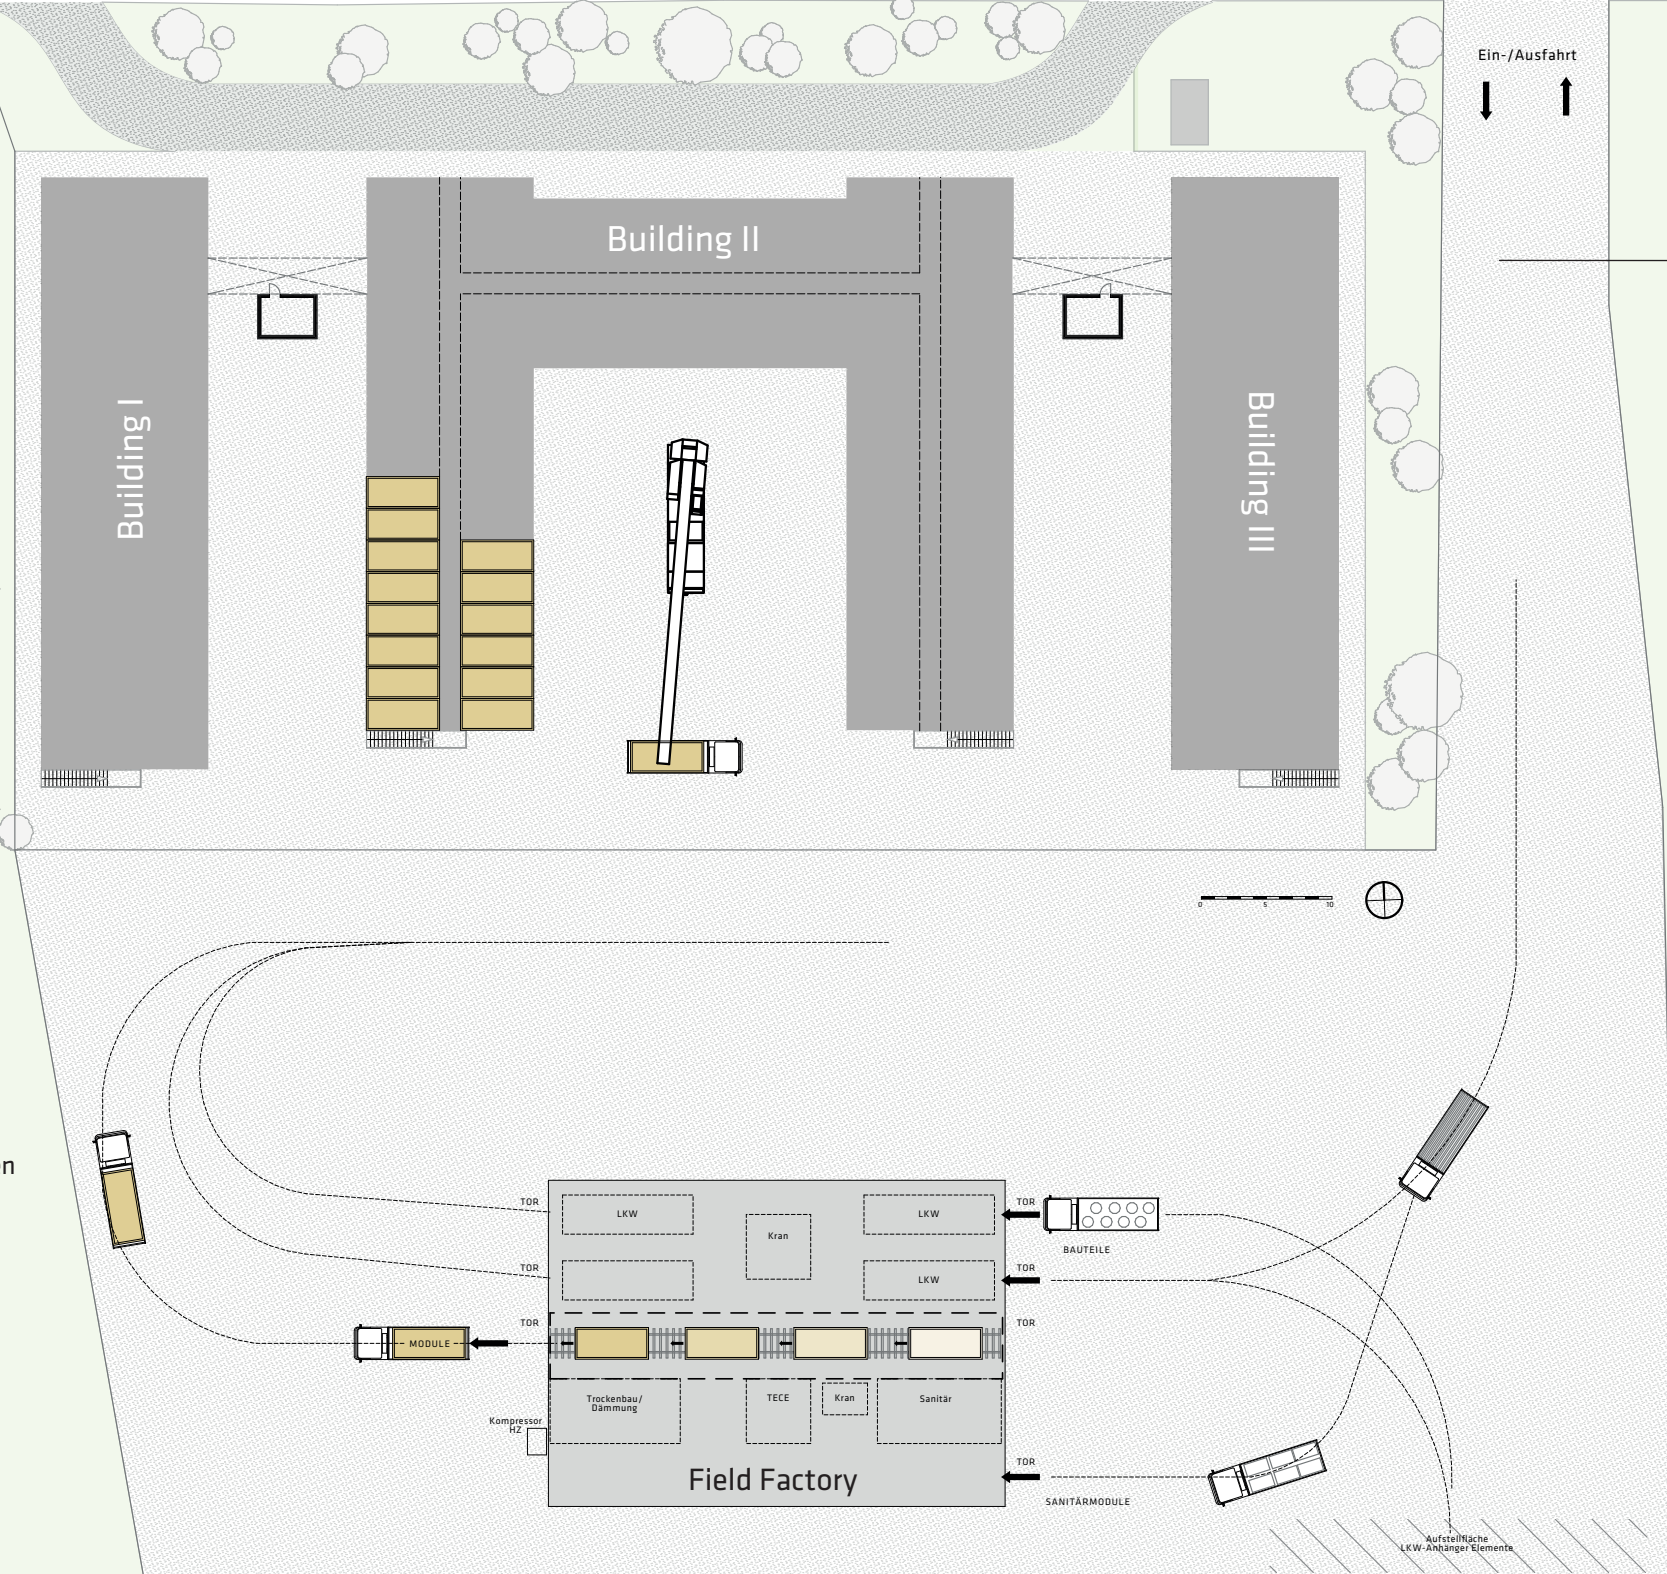 Ein-/Ausfahrt
Building II
Building I
Building III
0 5 10
en
TOR
LKW
LKW
TOR
Kran
BAUTEILE
TOR
LKW
TOR
TOR
TOR
MODULE
Trockenbau/
Dämmung
TECE
Kran
Sanitär
Kompressor
HZ
Field Factory
TOR
SANITÄRMODULE
Aufstellfläche
LKW-Anhänger Elemente